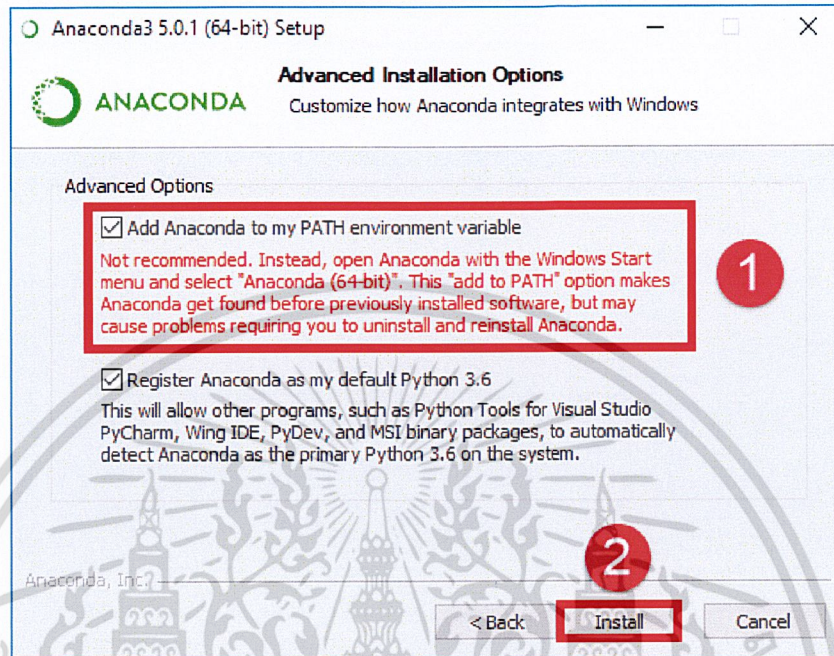 Anaconda3 5.0.1 (64-bit) Setup
Advanced Installation Options
ANACONDA
Customize how Anaconda integrates with Windows
Advanced Options
Add Anaconda to my PATH environment variable
Not recommended. Instead, open Anaconda with the Windows Start
menu and select "Anaconda (64-bit)". This "add to PATH" option makes
Anaconda get found before previously installed software, but may
cause problems requiring you to uninstall and reinstall Anaconda.
1
Register Anaconda as my default Python 3.6
This will allow other programs, such as Python Tools for Visual Studio
PyCharm, Wing IDE, PyDev, and MSI binary packages, to automatically
detect Anaconda as the primary Python 3.6 on the system.
2
Anaconda, Inc.
< Back Install Cancel